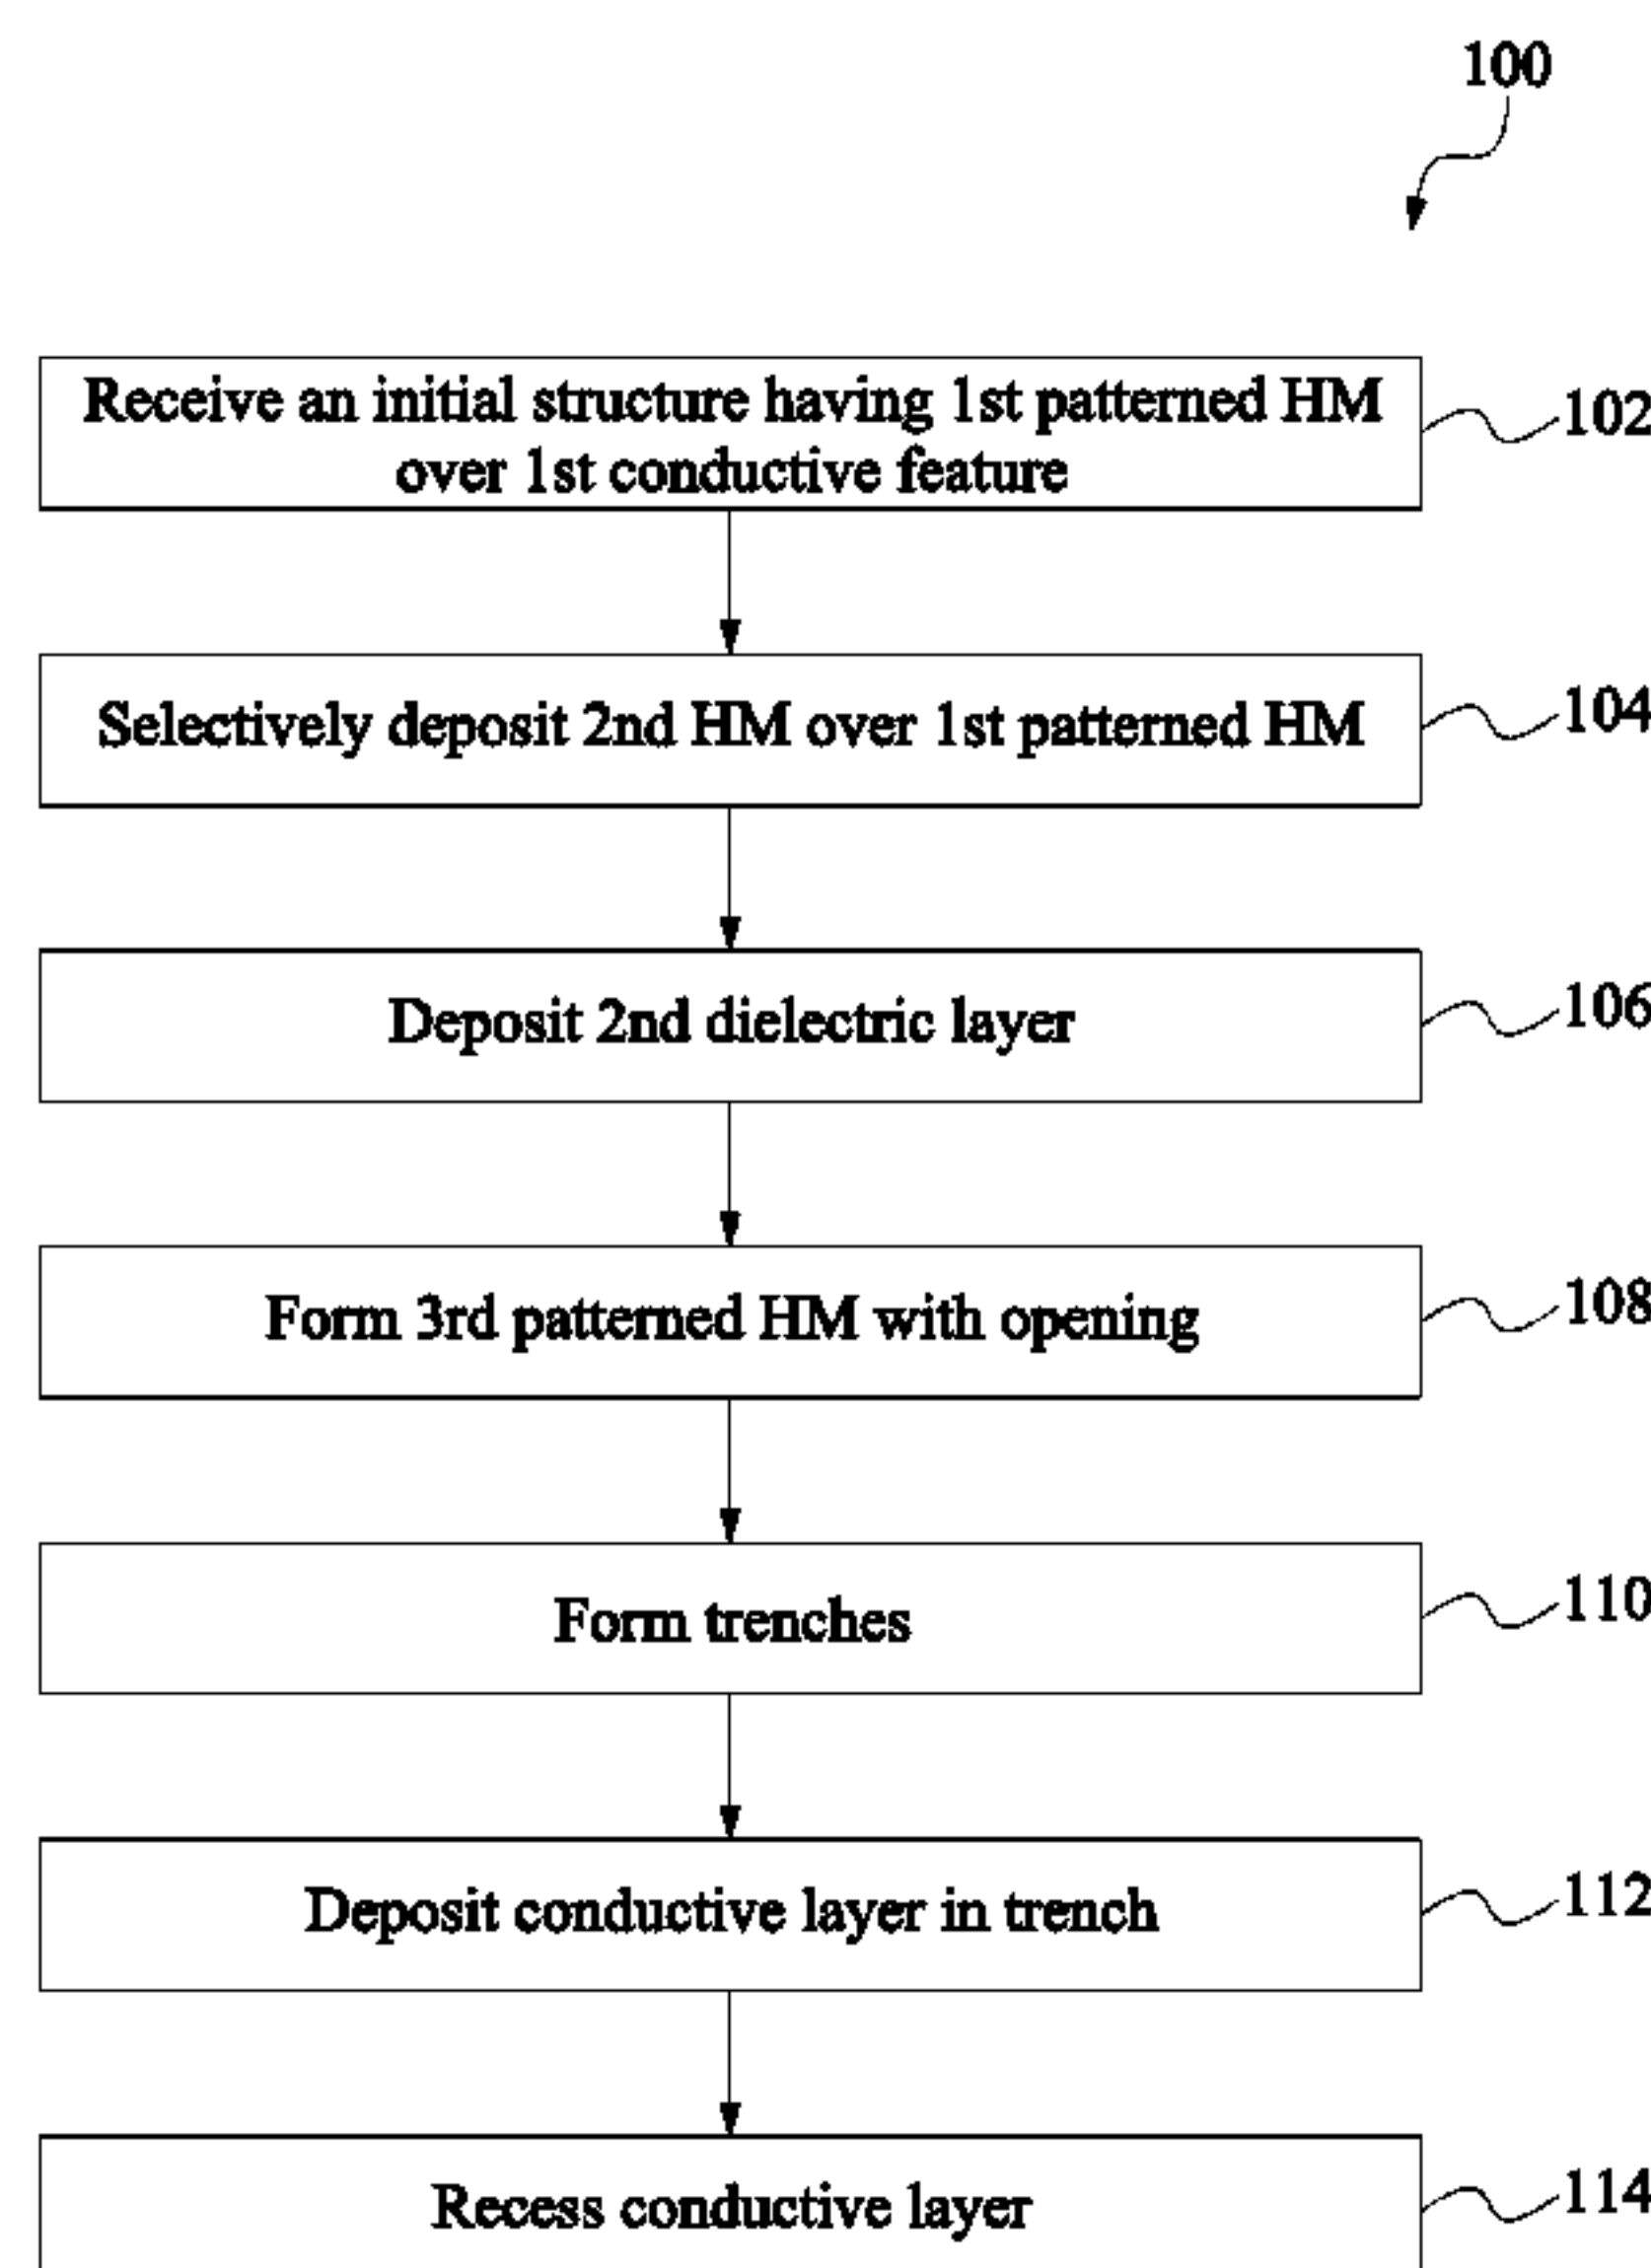 100
Receive an initial structure having 1st patterned HM
over 1st conductive feature
102
Selectively deposit 2nd HM over 1st patterned HM
104
Deposit 2nd dielectric layer
106
Form 3rd patterned HM with opening
108
Form trenches
110
Deposit conductive layer in trench
112
Recess conductive layer
114